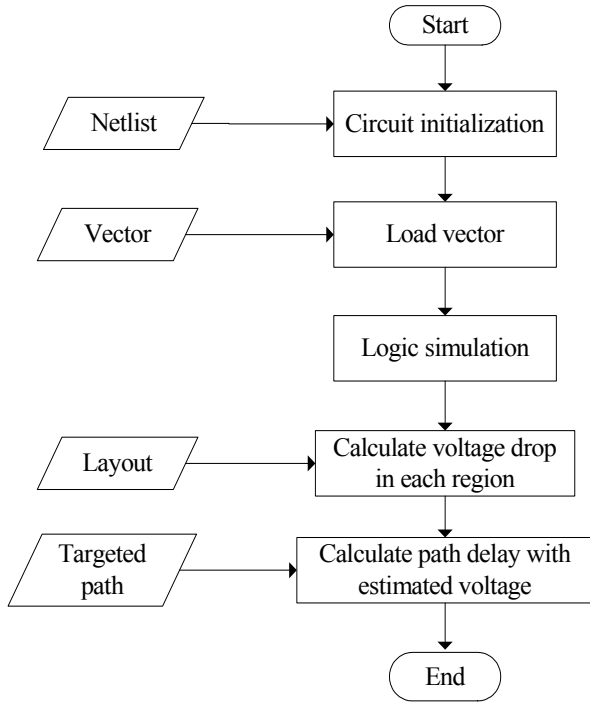 Start
Netlist
Circuit initialization
Vector
Load vector
Logic simulation
Layout
Calculate voltage drop
in each region
Targeted
path
Calculate path delay with
estimated voltage
End